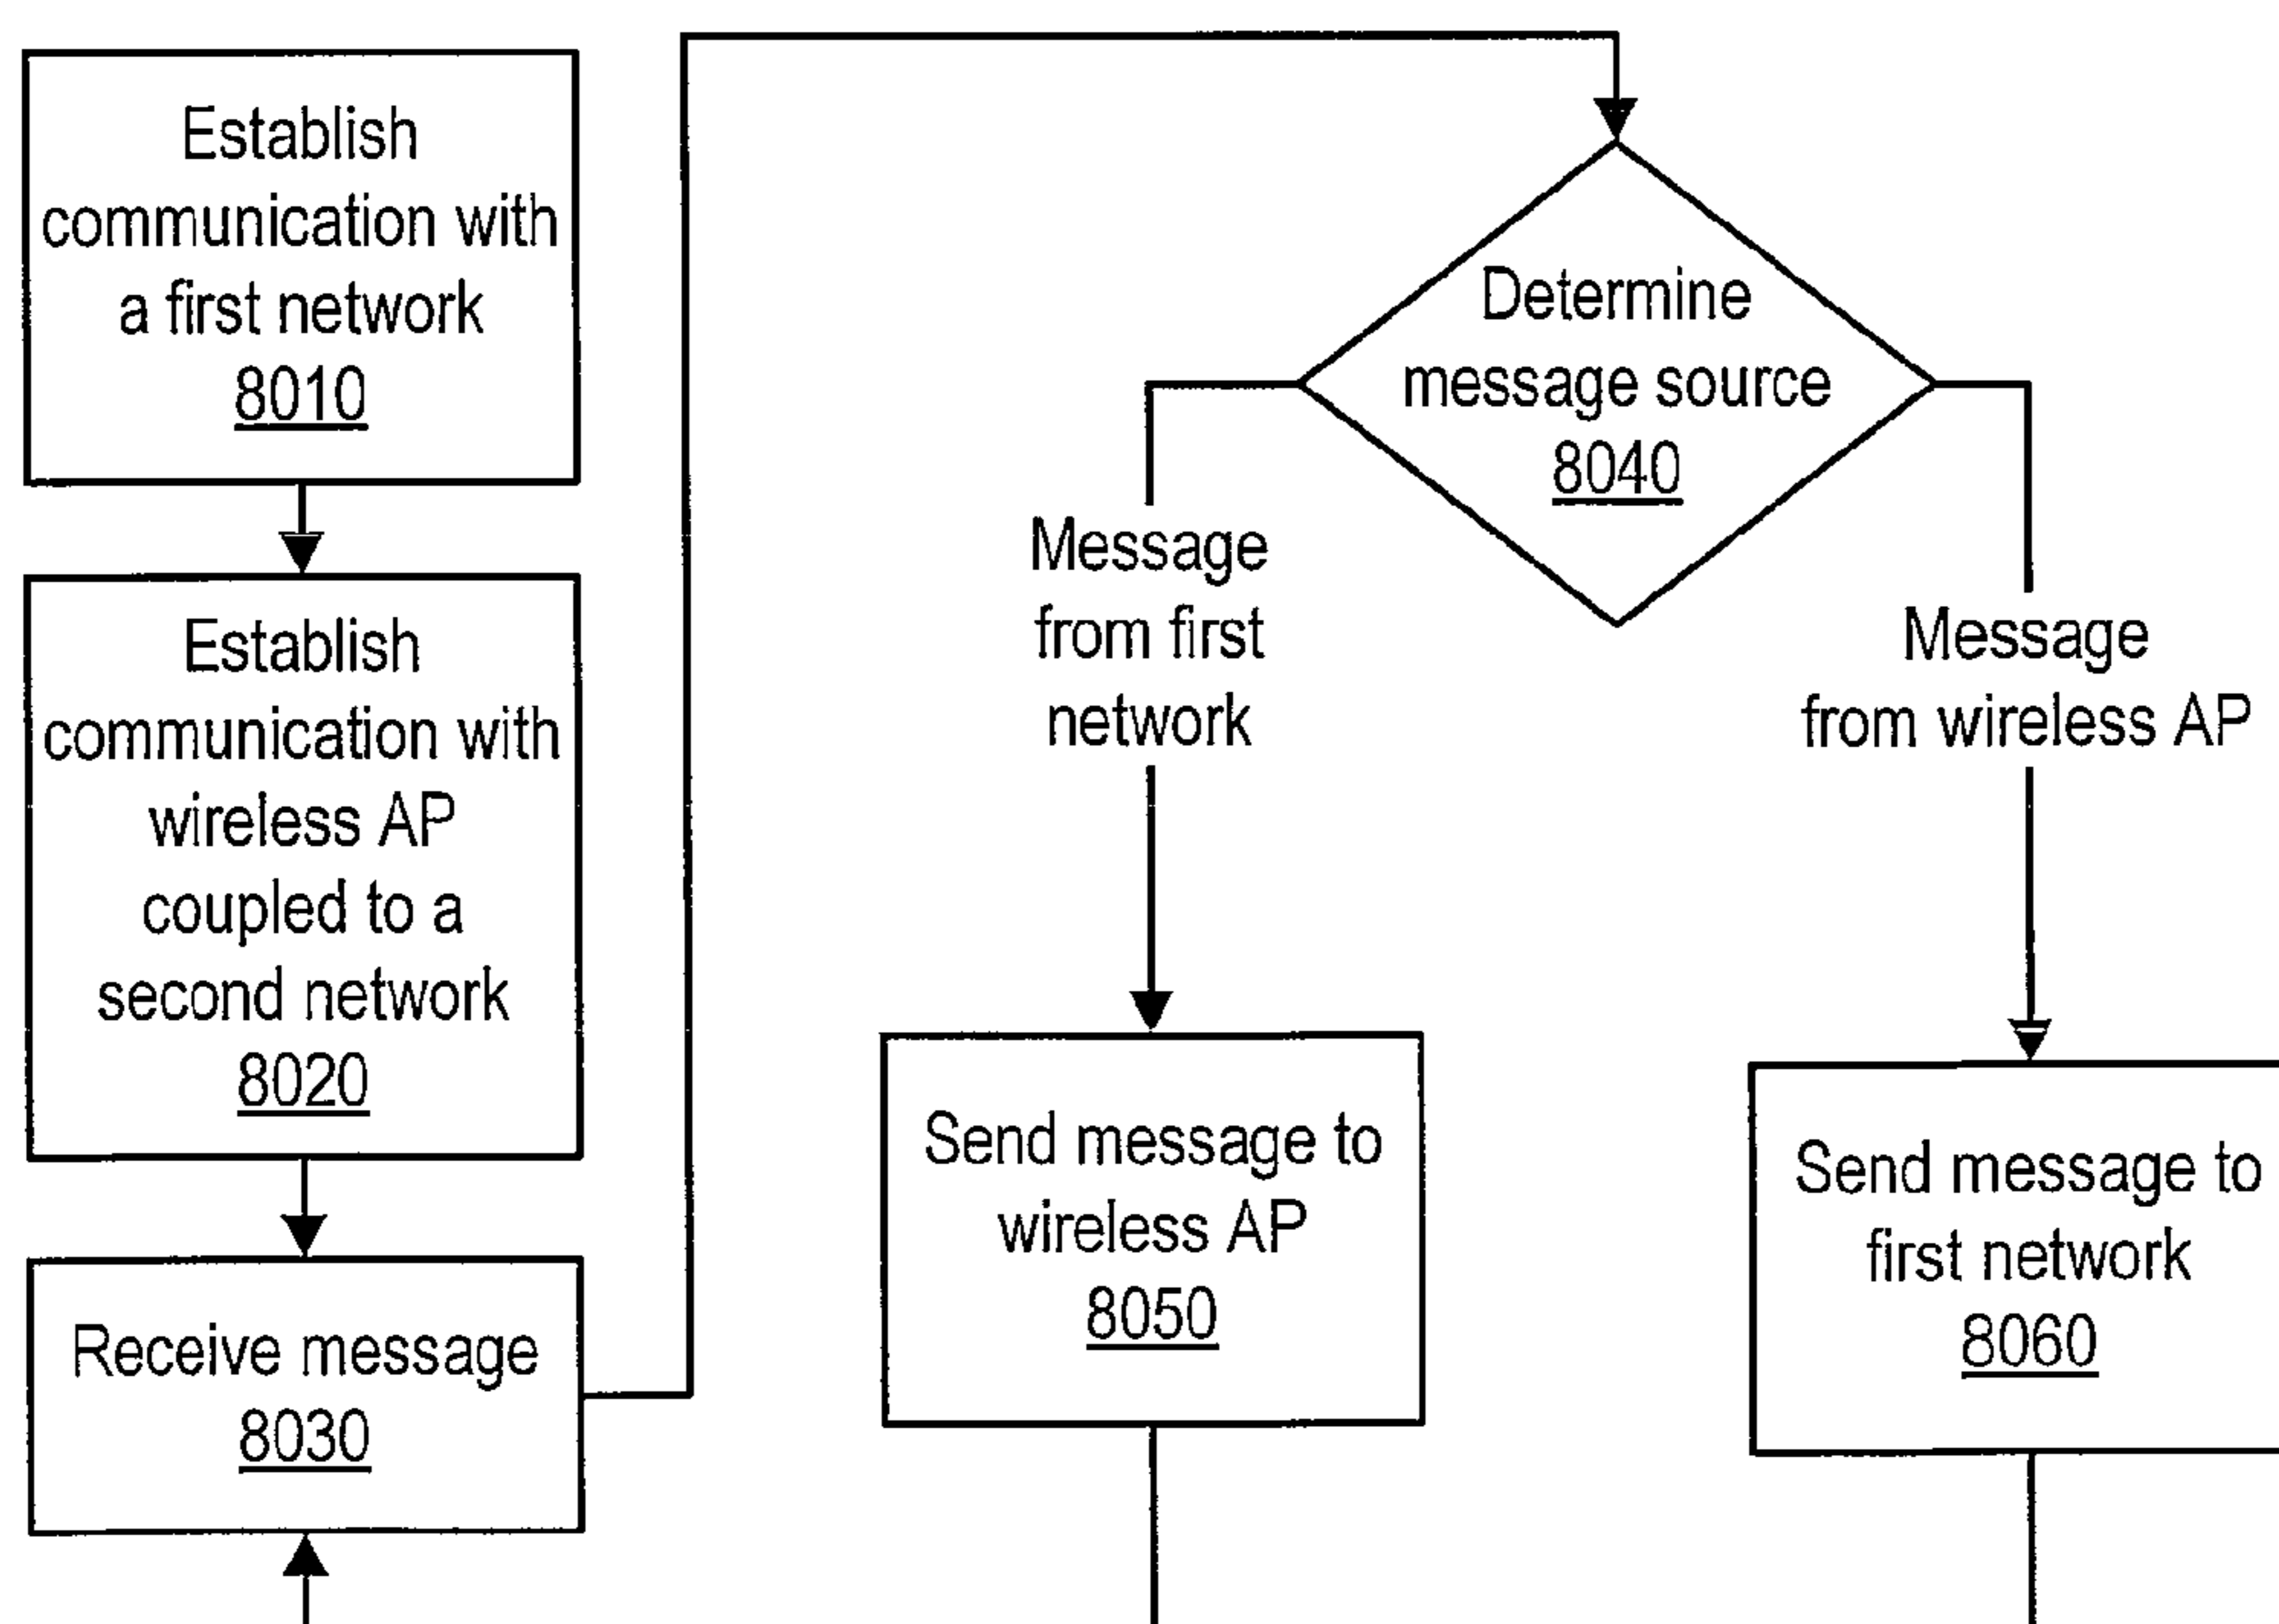 Establish
communication with
a first network
8010
Establish
communication with
wireless AP
coupled to a
second network
8020
Receive message
8030
Determine
message source
8040
Message
from first
network
Message
from wireless AP
Send message to
wireless AP
8050
Send message to
first network
8060